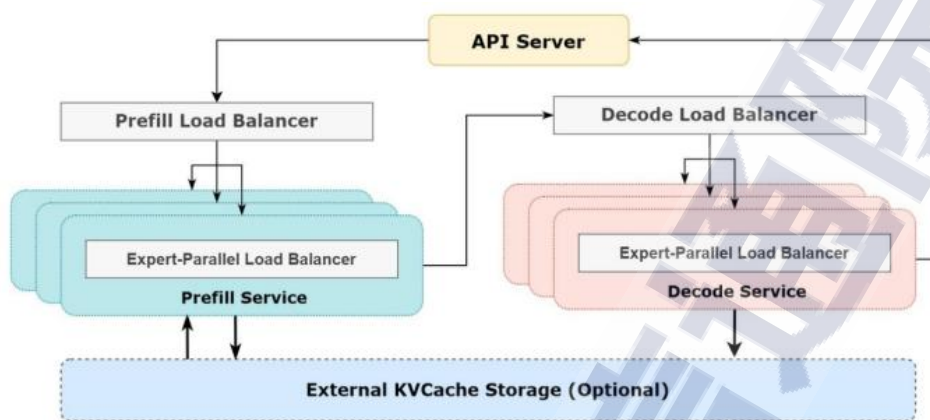 API Server
Prefill Load Balancer
Decode Load Balancer
Expert-Parallel Load Balancer
Prefill Service
Expert-Parallel Load Balancer
Decode Service
External KVCache Storage (Optional)